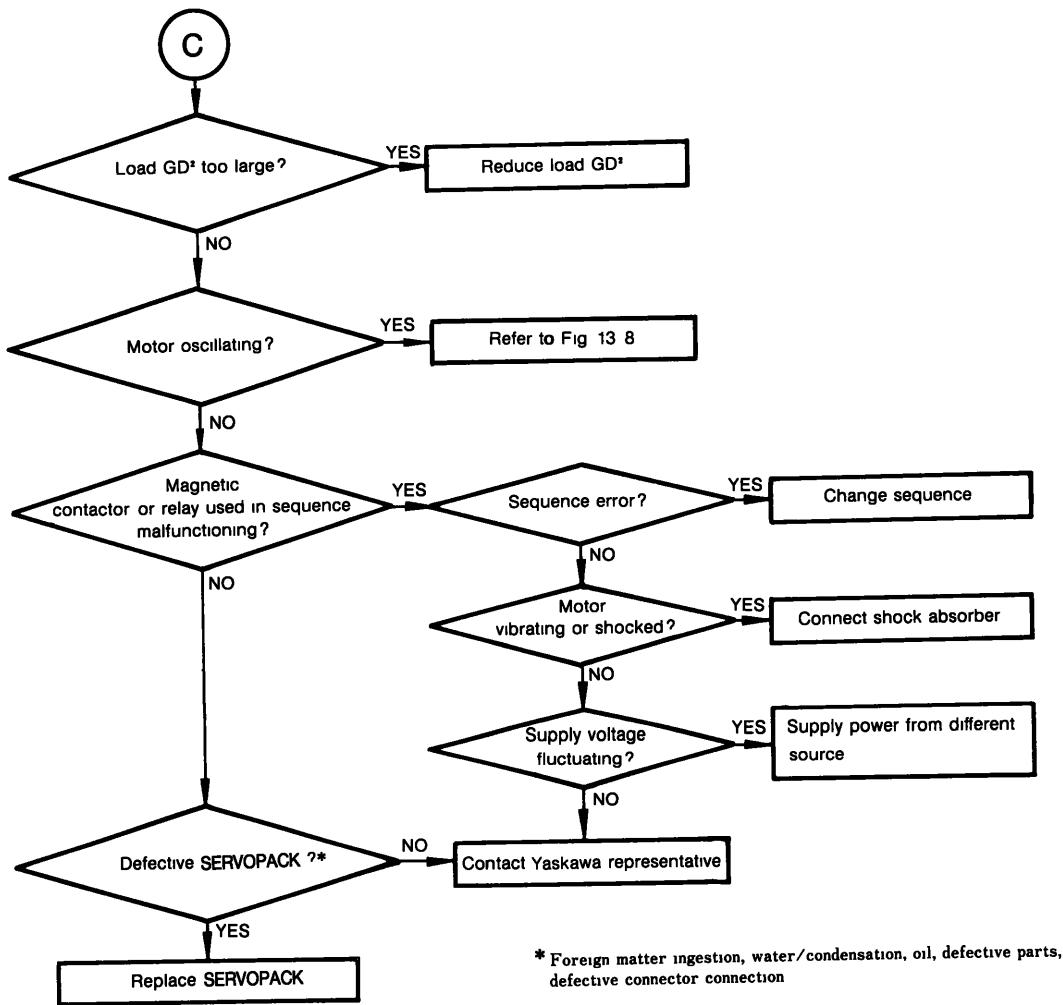 C
Load GD² too large?
YES
Reduce load GD²
NO
Motor oscillating?
YES
Refer to Fig 13 8
NO
Magnetic
contactor or relay used in sequence
malfunctioning?
YES
Sequence error?
YES
Change sequence
NO
NO
Motor
vibrating or shocked?
YES
Connect shock absorber
NO
Supply voltage
fluctuating?
YES
Supply power from different
source
NO
Defective SERVOPACK ?*
NO
Contact Yaskawa representative
YES
Replace SERVOPACK
* Foreign matter ingestion, water/condensation, oil, defective parts,
defective connector connection